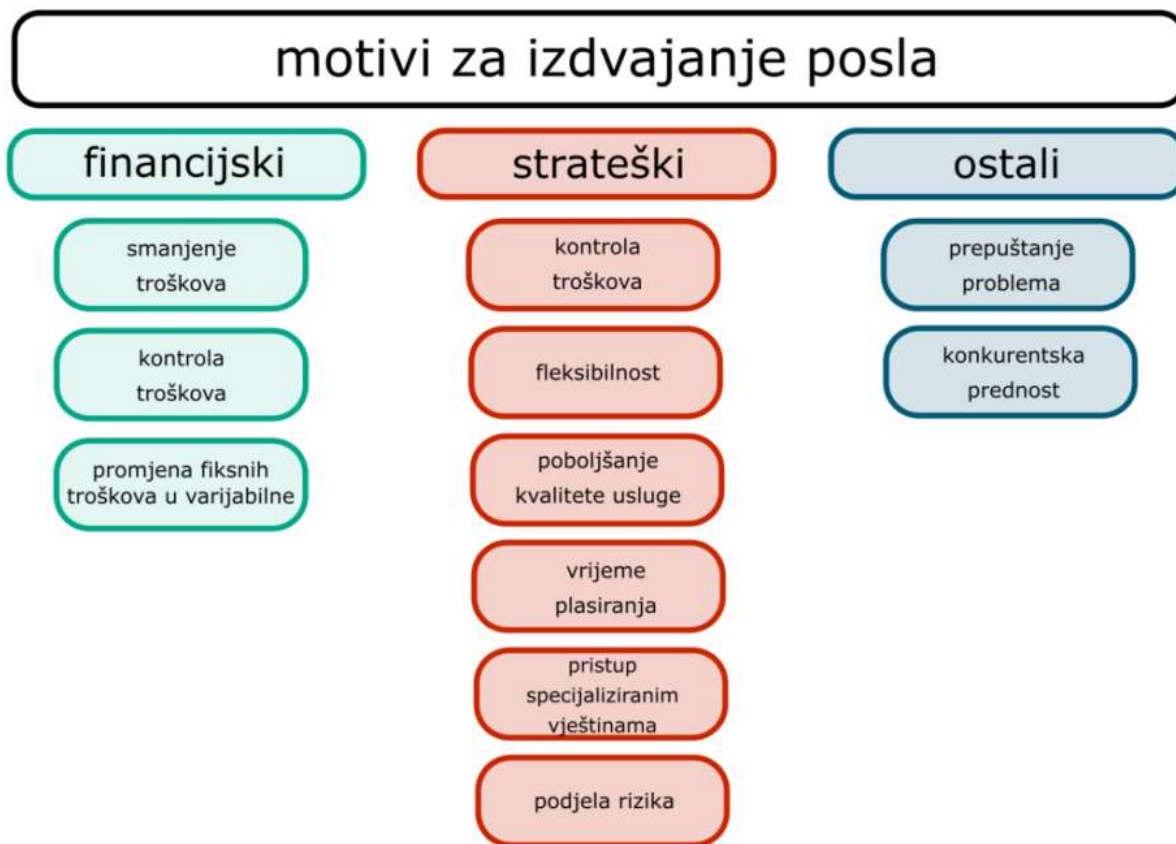 motivi za izdvajanje posla
financijski
smanjenje
troškova
kontrola
troškova
promjena fiksnih
troškova u varijabilne
strateški
kontrola
troškova
fleksibilnost
poboljšanje
kvalitete usluge
vrijeme
plasiranja
pristup
specijaliziranim
vještinama
podjela rizika
ostali
prepuštanje
problema
konkurentska
prednost